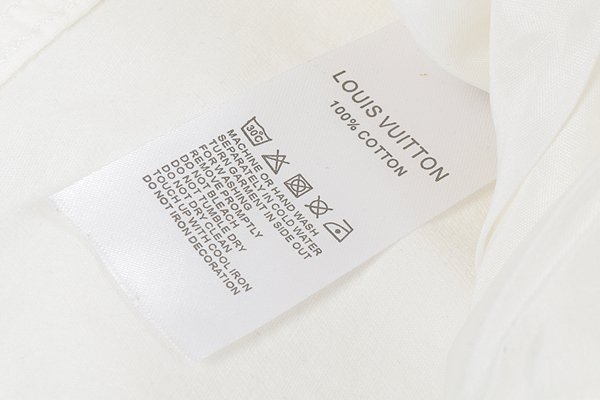 LOUIS VUITTON
100% COTTON
30℃
MACHINE OR HAND WASH
SEPARATELY IN COLD WATER
TURN GARMENT IN SIDE OUT
FOR WASHING
REMOVE PROMPTLY
DO NOT BLEACH
DO NOT TUMBLE DRY
DO NOT DRY CLEAN
TOUCH UP WITH COOL IRON
DO NOT IRON DECORATION